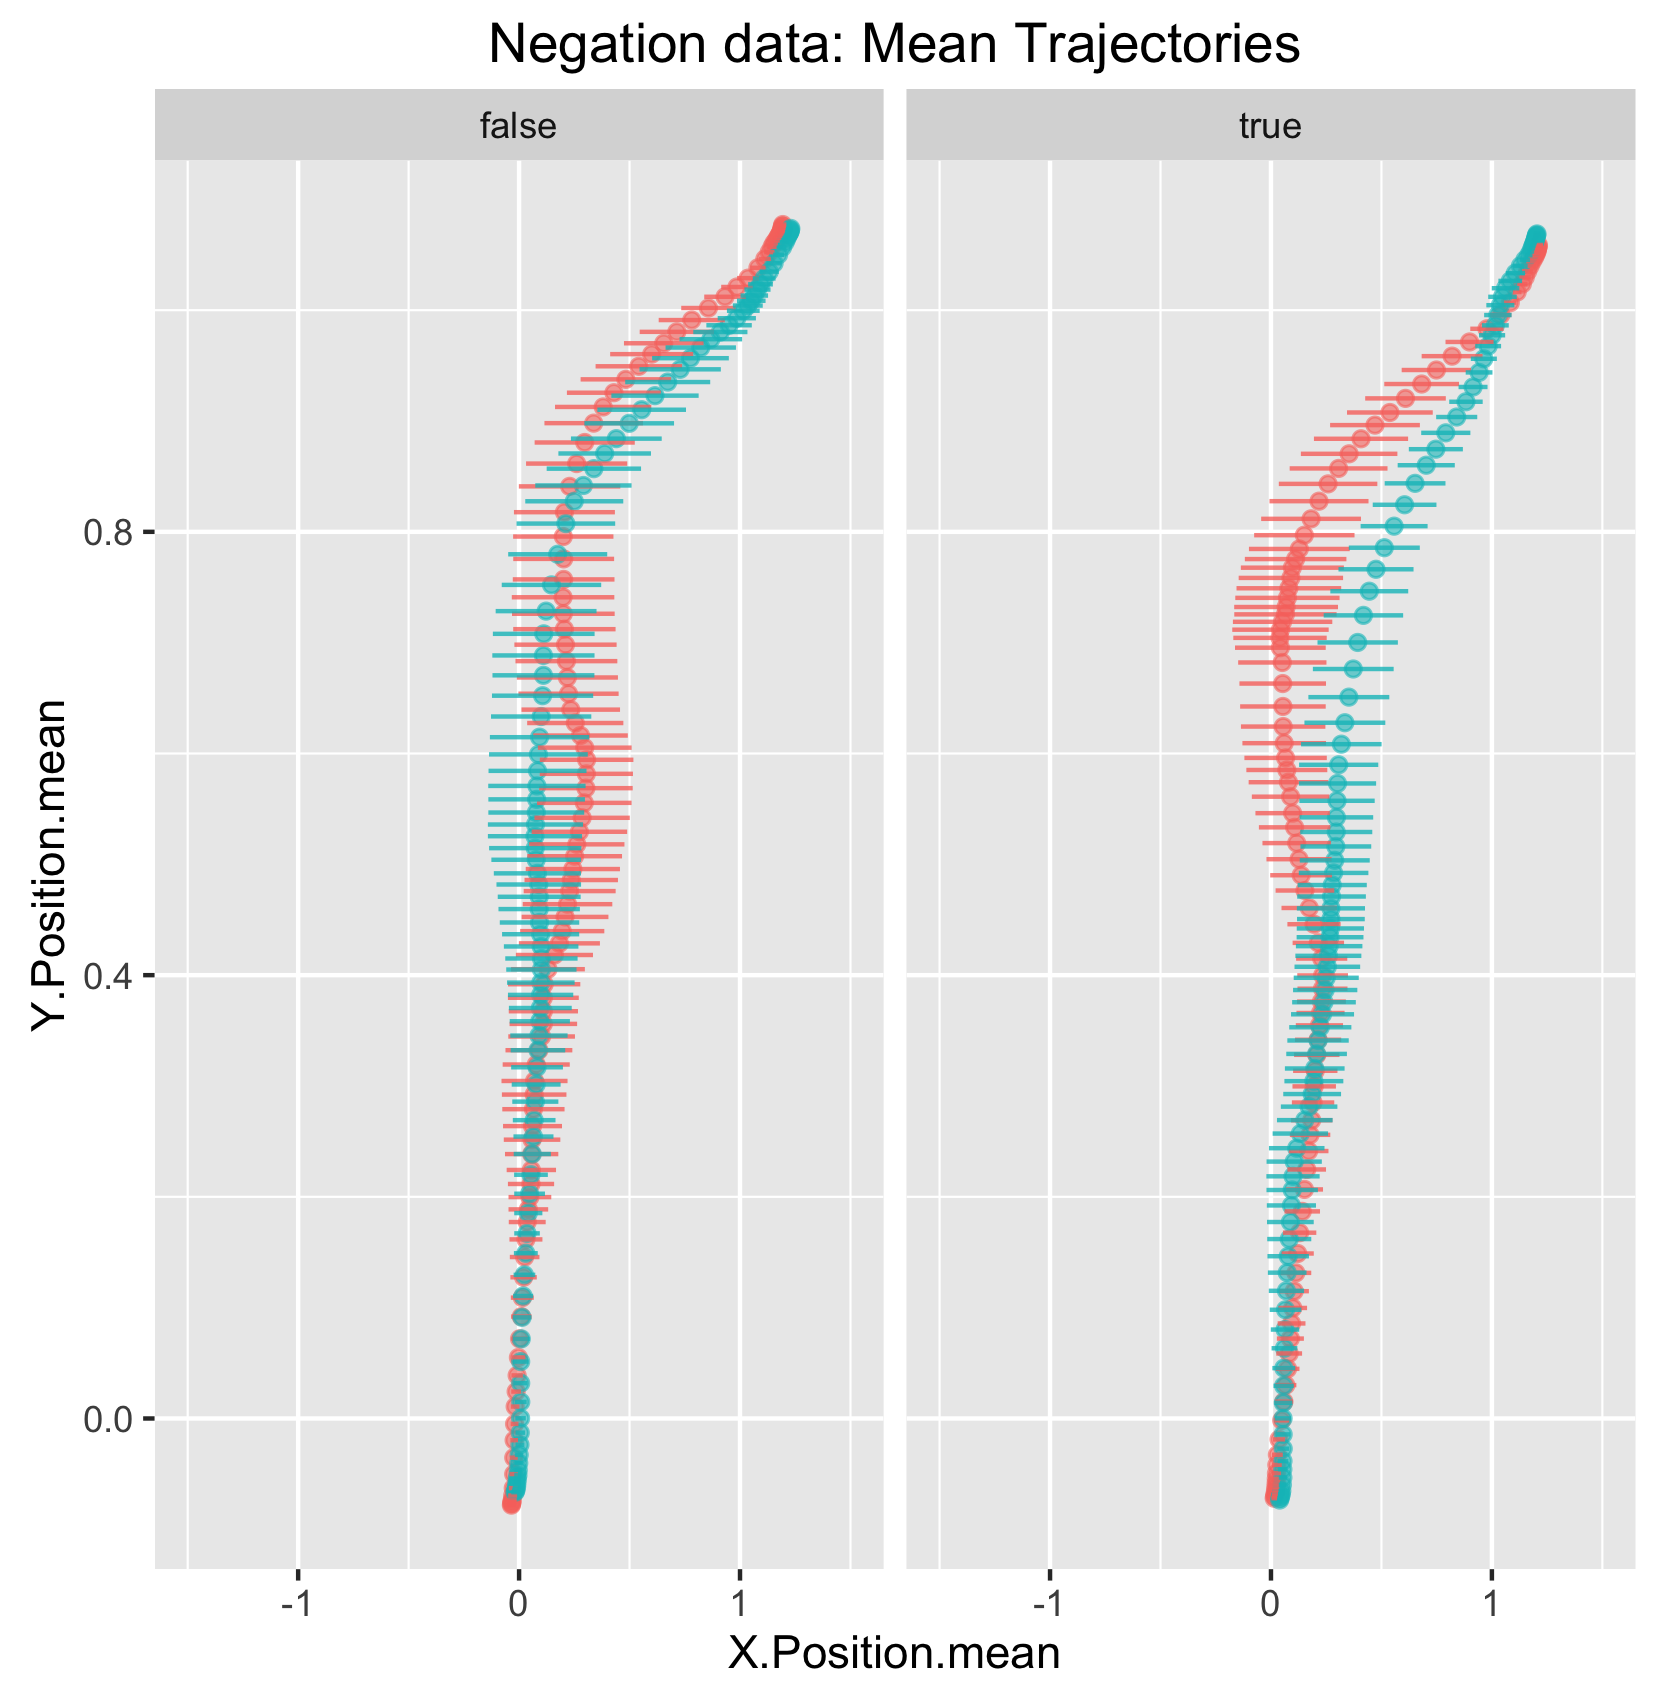 Negation data: Mean Trajectories
false true
Y.Position.mean
0.8
0.4
0.0
-1 0 1 -1 0 1
X.Position.mean